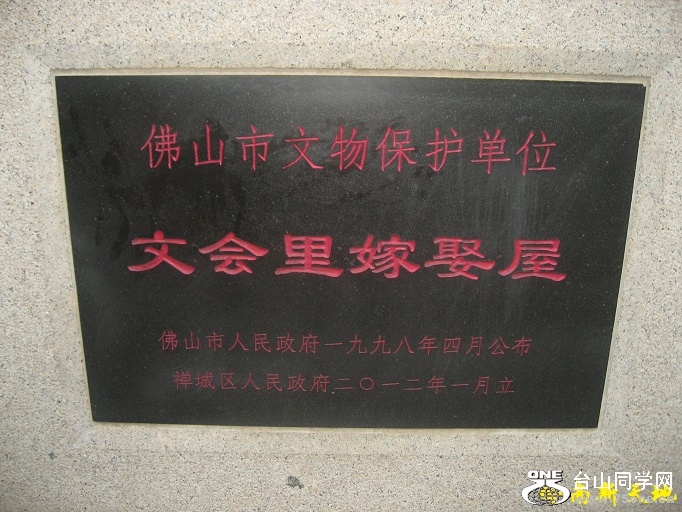 佛山市文物保护单位
文会里嫁娶屋
佛山市人民政府一九九八年四月公布
禅城区人民政府二〇一二年一月立
ONE
台山同学网